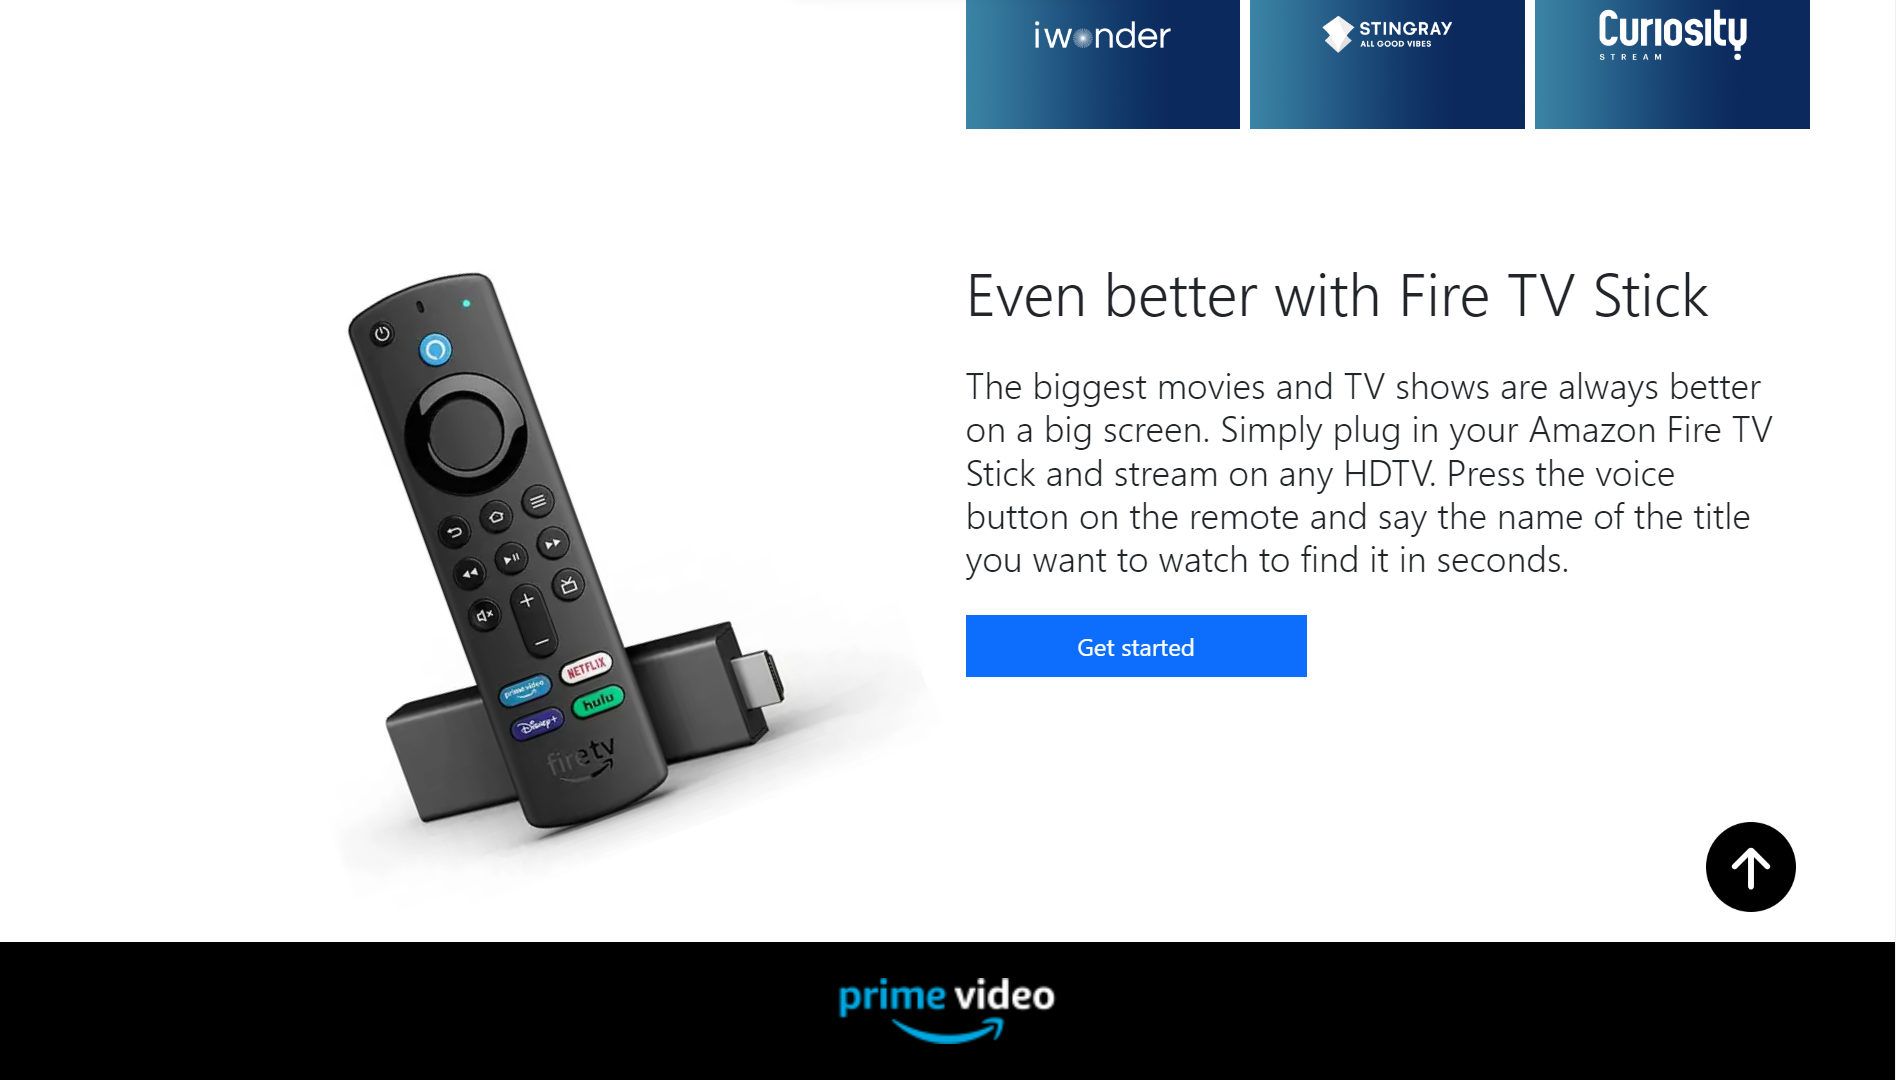 iwonder
STINGRAY
ALL GOOD VIBES
Curiosity
STREAM
Even better with Fire TV Stick
The biggest movies and TV shows are always better
on a big screen. Simply plug in your Amazon Fire TV
Stick and stream on any HDTV. Press the voice
button on the remote and say the name of the title
you want to watch to find it in seconds.
Get started
prime video
NETFLIX
Disney+
hulu
firetv
prime video